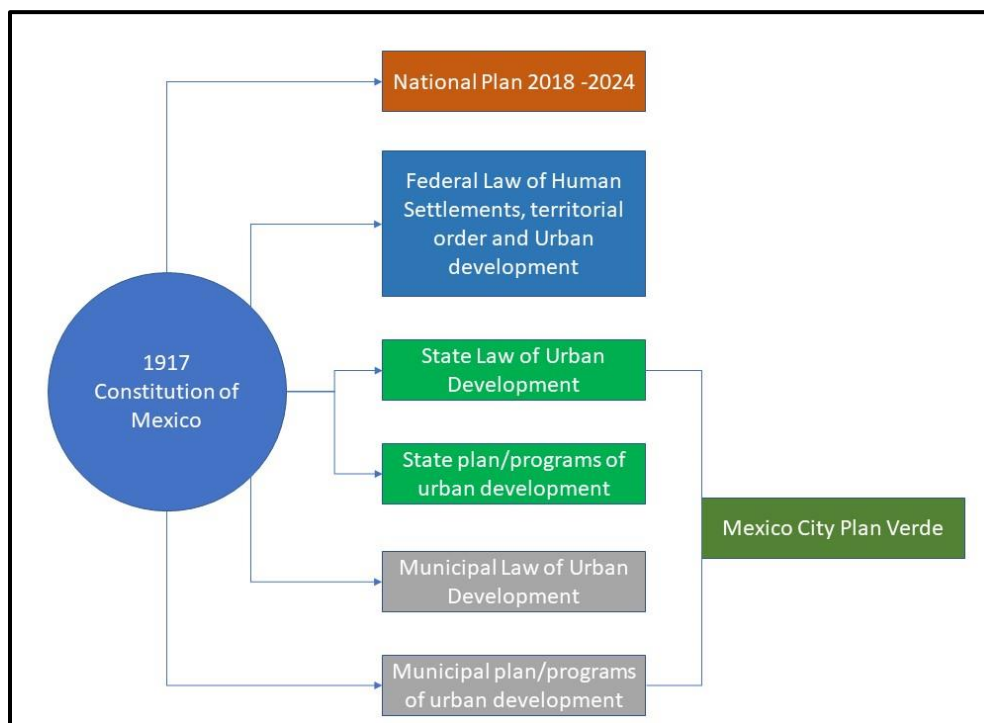 National Plan 2018 -2024
Federal Law of Human
Settlements, territorial
order and Urban
development
1917
Constitution of
Mexico
State Law of Urban
Development
State plan/programs of
urban development
Mexico City Plan Verde
Municipal Law of Urban
Development
Municipal plan/programs
of urban development